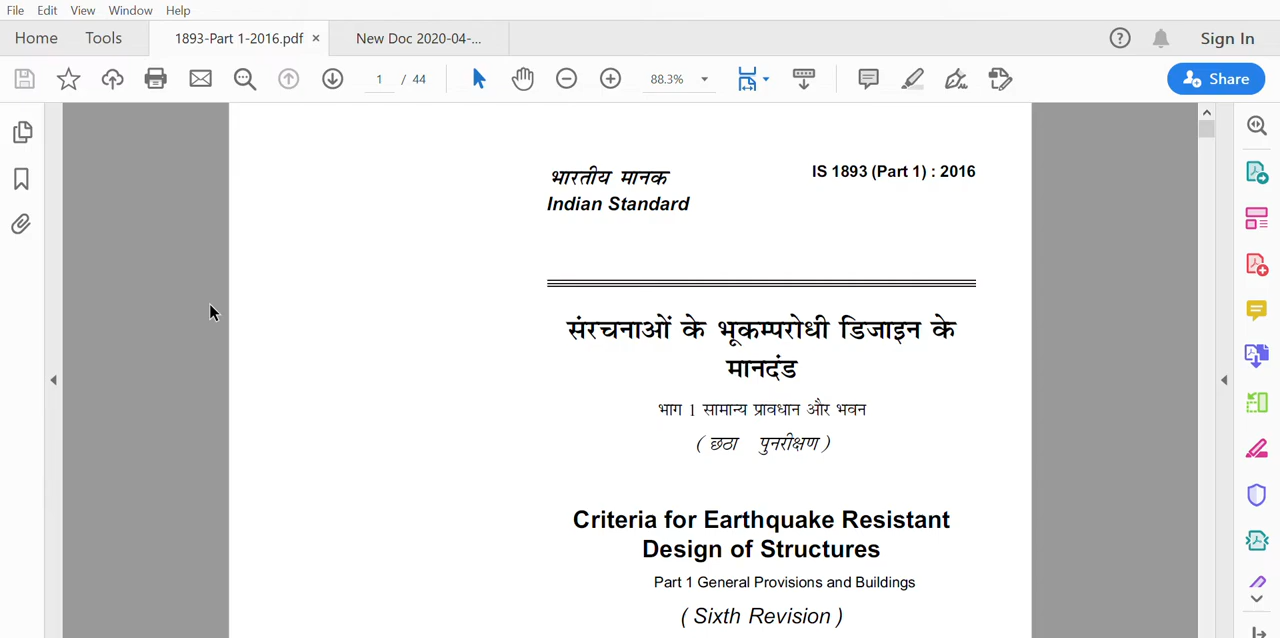 File Edit View Window Help
Home Tools 1893-Part 1-2016.pdf × New Doc 2020-04-... Sign In
1 / 44 88.3% Share
भारतीय मानक
Indian Standard
IS 1893 (Part 1) : 2016
संरचनाओं के भूकम्परोधी डिजाइन के
मानदंड
भाग 1 सामान्य प्रावधान और भवन
( छठा पुनरीक्षण )
Criteria for Earthquake Resistant
Design of Structures
Part 1 General Provisions and Buildings
( Sixth Revision )